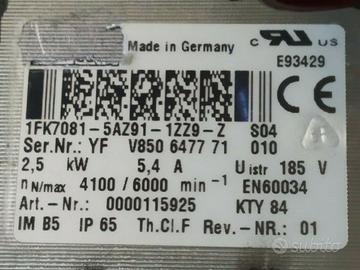 Made in Germany
c US
E93429
1FK7081-5AZ91-1ZZ9-Z S04
Ser.Nr.: YF V850 6477 71 010
2,5 kW 5,4 A U istr 185 V
n N/max 4100 / 6000 min -1 EN60034
Art.-Nr.: 0000115925 KTY 84
IM B5 IP 65 Th.Cl.F Rev.-NR.: 01
subito